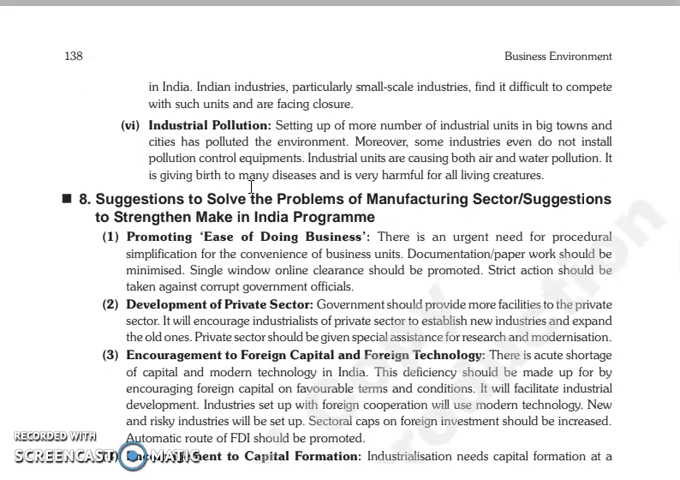 138
Business Environment
in India. Indian industries, particularly small-scale industries, find it difficult to compete
with such units and are facing closure.
(vi) Industrial Pollution: Setting up of more number of industrial units in big towns and
cities has polluted the environment. Moreover, some industries even do not install
pollution control equipments. Industrial units are causing both air and water pollution. It
is giving birth to many diseases and is very harmful for all living creatures.
■ 8. Suggestions to Solve the Problems of Manufacturing Sector/Suggestions
to Strengthen Make in India Programme
(1) Promoting ‘Ease of Doing Business’: There is an urgent need for procedural
simplification for the convenience of business units. Documentation/paper work should be
minimised. Single window online clearance should be promoted. Strict action should be
taken against corrupt government officials.
(2) Development of Private Sector: Government should provide more facilities to the private
sector. It will encourage industrialists of private sector to establish new industries and expand
the old ones. Private sector should be given special assistance for research and modernisation.
(3) Encouragement to Foreign Capital and Foreign Technology: There is acute shortage
of capital and modern technology in India. This deficiency should be made up for by
encouraging foreign capital on favourable terms and conditions. It will facilitate industrial
development. Industries set up with foreign cooperation will use modern technology. New
and risky industries will be set up. Sectoral caps on foreign investment should be increased.
Automatic route of FDI should be promoted.
to Capital Formation: Industrialisation needs capital formation at a
RECORDED WITH
SCREENCAST MATIC